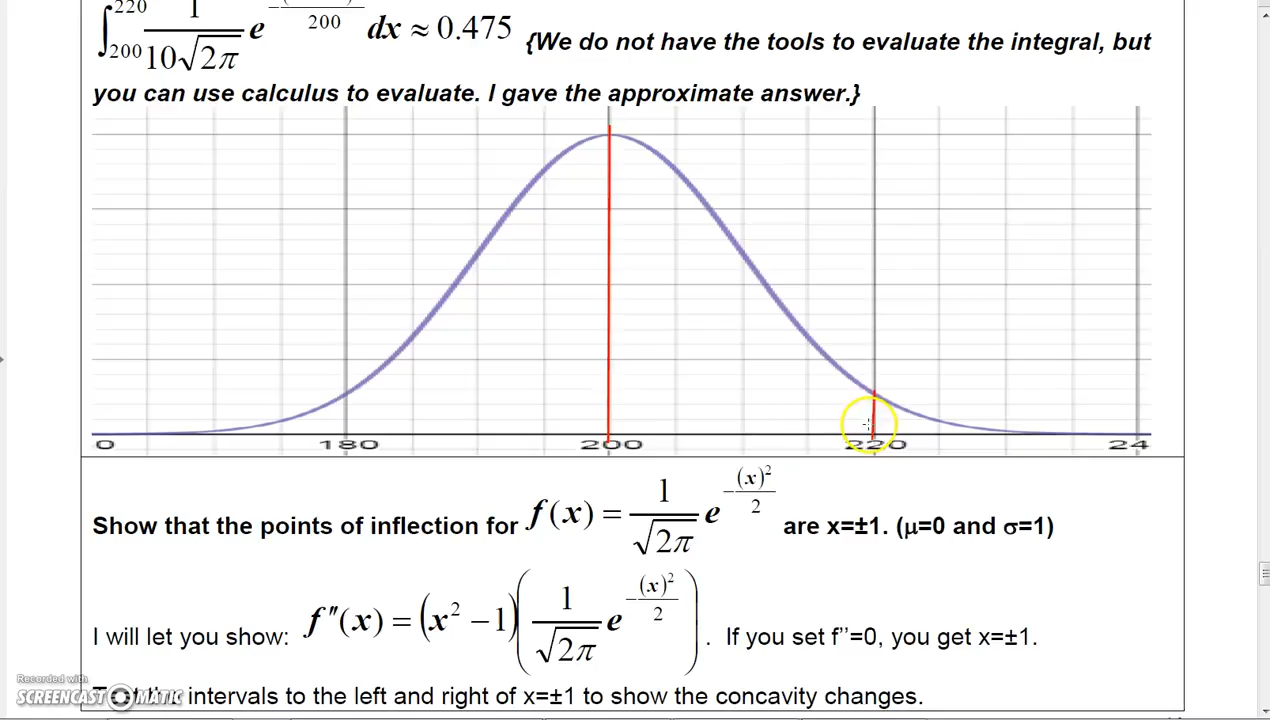 ∫₂₀₀²²⁰ 1/(10√2π) e^(-/200) dx ≈ 0.475 {We do not have the tools to evaluate the integral, but
you can use calculus to evaluate. I gave the approximate answer.}
0 180 200 220 24
Show that the points of inflection for f(x) = 1/√2π e^(-(x)²/2) are x=±1. (μ=0 and σ=1)
I will let you show: f″(x) = (x² − 1)(1/√2π e^(-(x)²/2)). If you set f’’=0, you get x=±1.
Recorded with
SCREENCAST MATIC
intervals to the left and right of x=±1 to show the concavity changes.